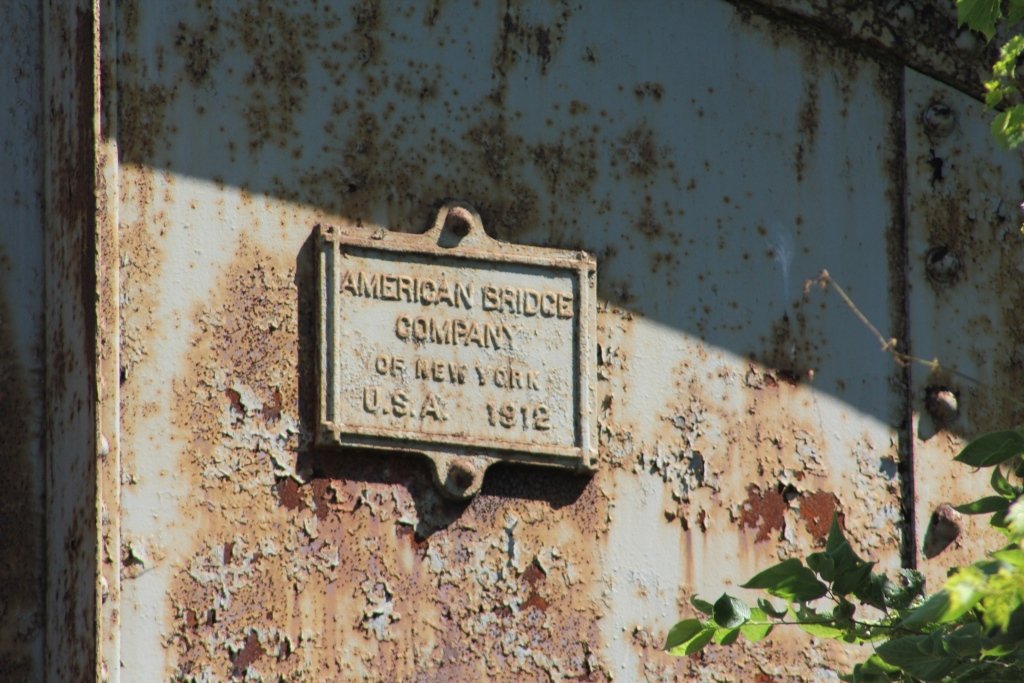 AMERICAN BRIDGE
COMPANY
OF NEW YORK
U.S.A. 1912